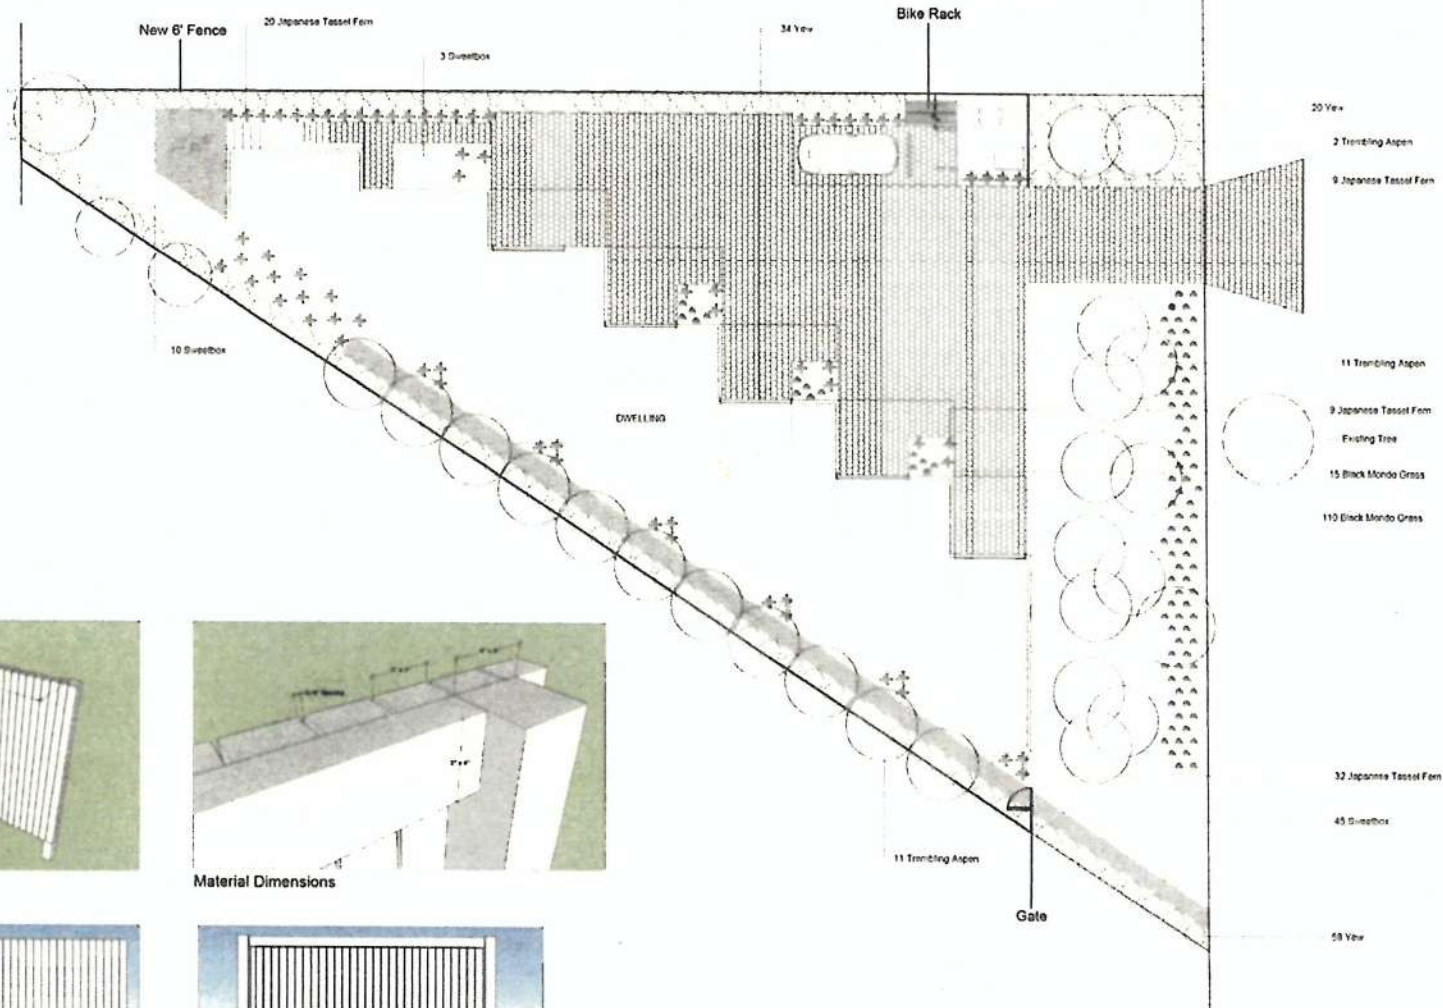 New 6' Fence
20 Japanese Tassel Fern
3 Sweetbox
34 Yew
Bike Rack
20 Yew
2 Trembling Aspen
9 Japanese Tassel Fern
10 Sweetbox
DWELLING
11 Trembling Aspen
9 Japanese Tassel Fern
Existing Tree
15 Black Mondo Grass
110 Black Mondo Grass
32 Japanese Tassel Fern
45 Sweetbox
11 Trembling Aspen
Gate
58 Yew
Material Dimensions